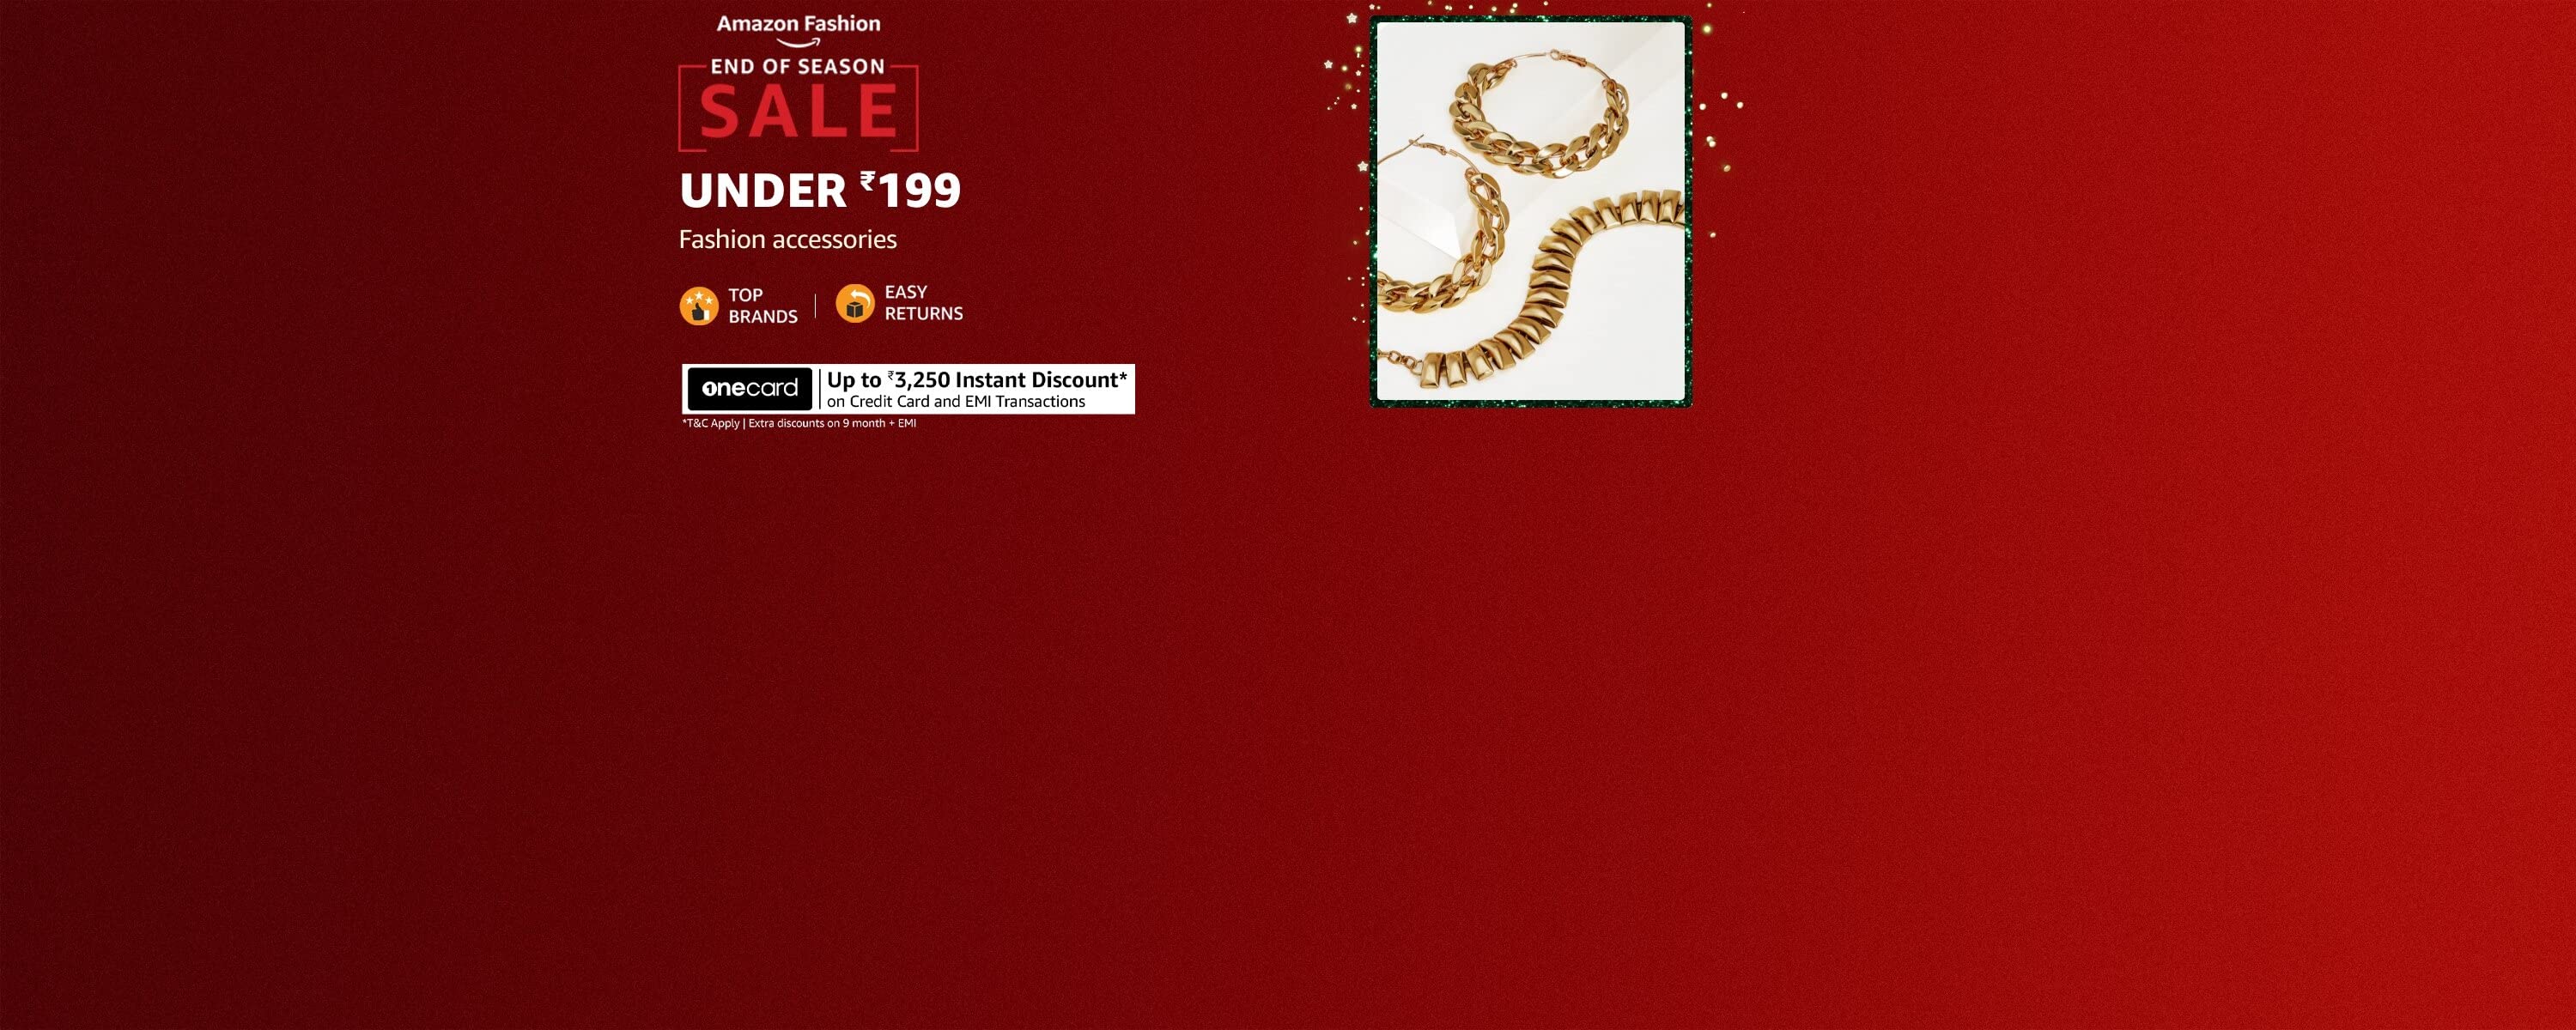 Amazon Fashion
END OF SEASON
SALE
UNDER ₹199
Fashion accessories
TOP
BRANDS
EASY
RETURNS
onecard
Up to ₹3,250 Instant Discount*
on Credit Card and EMI Transactions
*T&C Apply | Extra discounts on 9 month + EMI